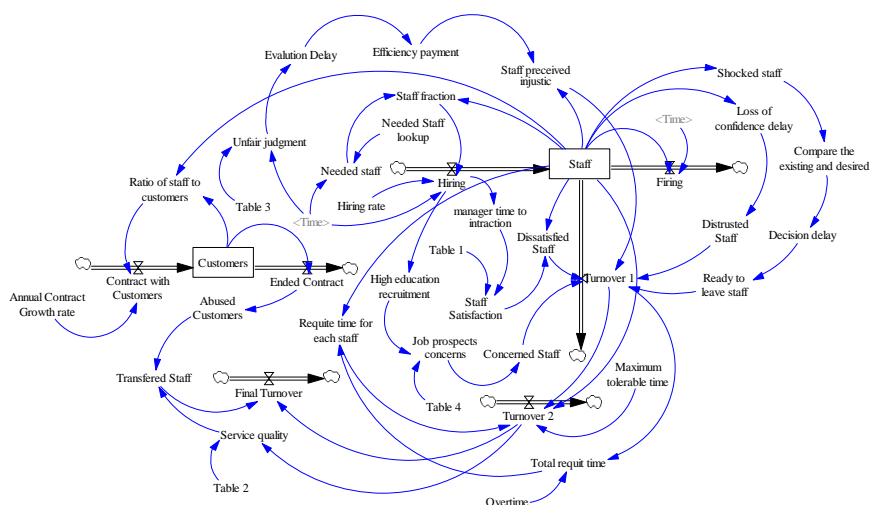 Evalution Delay
Efficiency payment
Staff preceived
injustic
Shocked staff
Staff fraction
<Time>
Loss of
confidence delay
Needed Staff
lookup
Unfair judgment
Compare the
existing and desired
Needed staff
Staff
Ratio of staff to
customers
Hiring
Firing
Table 3
Hiring rate
manager time to
intraction
<Time>
Distrusted
Staff
Decision delay
Dissatisfied
Staff
Table 1
Customers
Contract with
Customers
Ended Contract
High education
recruitment
Turnover 1
Ready to
leave staff
Annual Contract
Growth rate
Abused
Customers
Staff
Satisfaction
Requite time for
each staff
Job prospects
concerns
Concerned Staff
Maximum
tolerable time
Transfered Staff
Final Turnover
Table 4
Turnover 2
Service quality
Total requit time
Table 2
Overtime